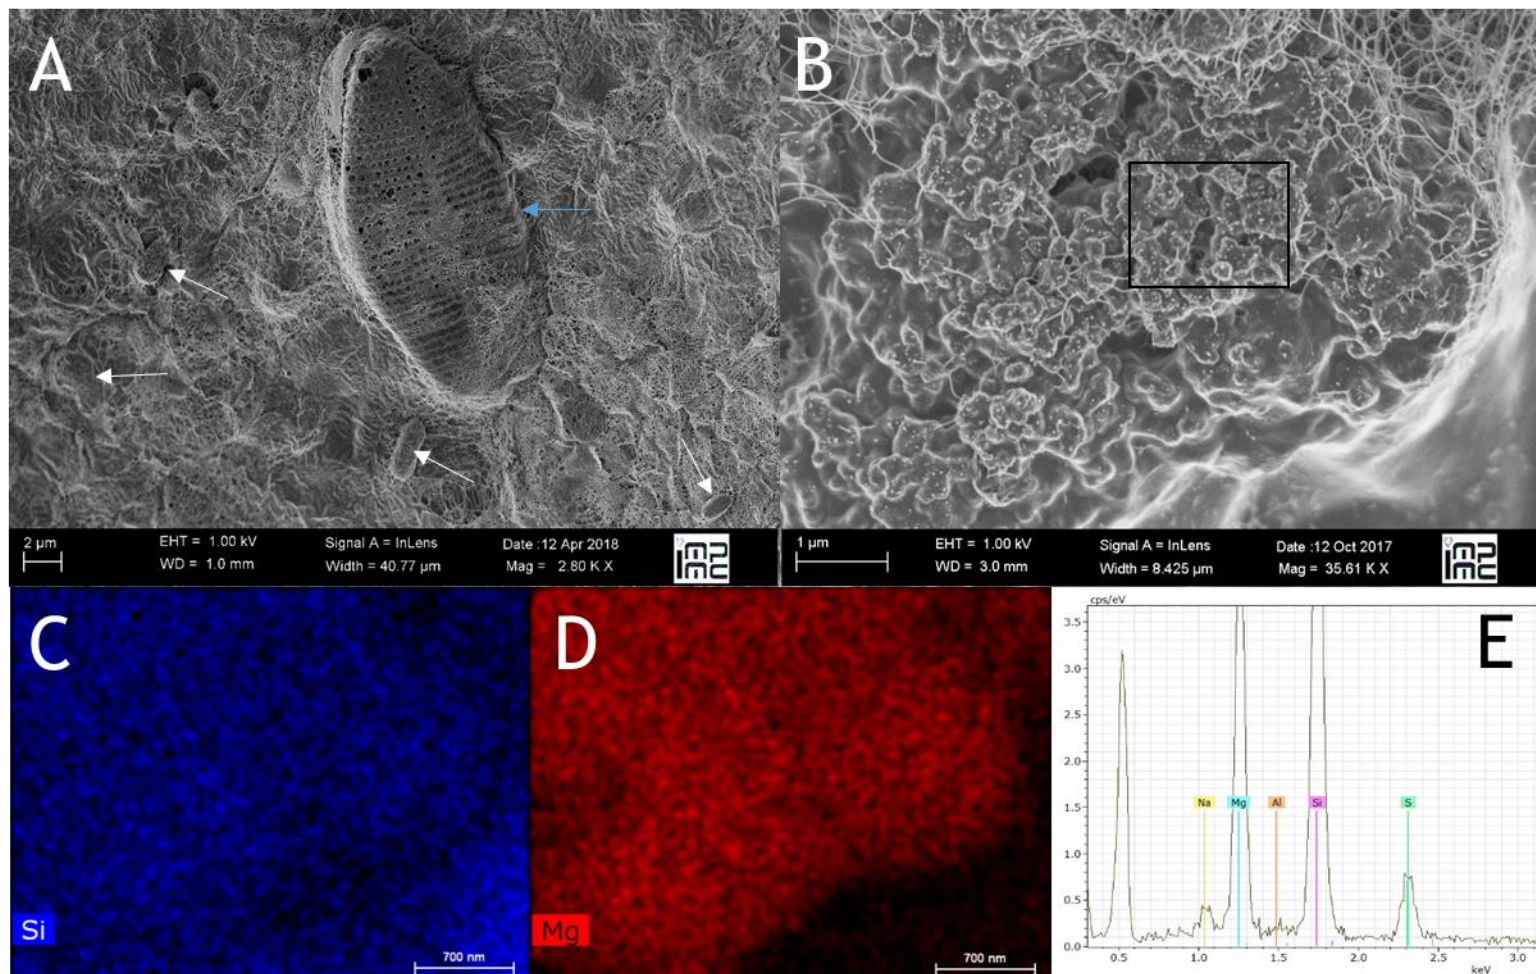 A
B
2 µm
EHT = 1.00 kV
Signal A = InLens
Date :12 Apr 2018
WD = 1.0 mm
Width = 40.77 µm
Mag = 2.80 K X
1 µm
EHT = 1.00 kV
Signal A = InLens
Date :12 Oct 2017
WD = 3.0 mm
Width = 8.425 µm
Mag = 35.61 K X
C
Si
700 nm
D
Mg
700 nm
E
cps/eV
3.5
3.0
2.5
2.0
1.5
1.0
0.5
0.0
Na
Mg
Al
Si
S
0.5 1.0 1.5 2.0 2.5 3.0
keV